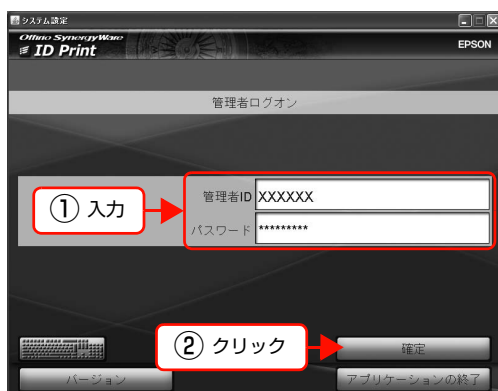 システム設定
Offirio SynergyWare
ID Print
EPSON
管理者ログオン
① 入力
管理者ID XXXXXX
パスワード *********
② クリック
確定
バージョン
アプリケーションの終了